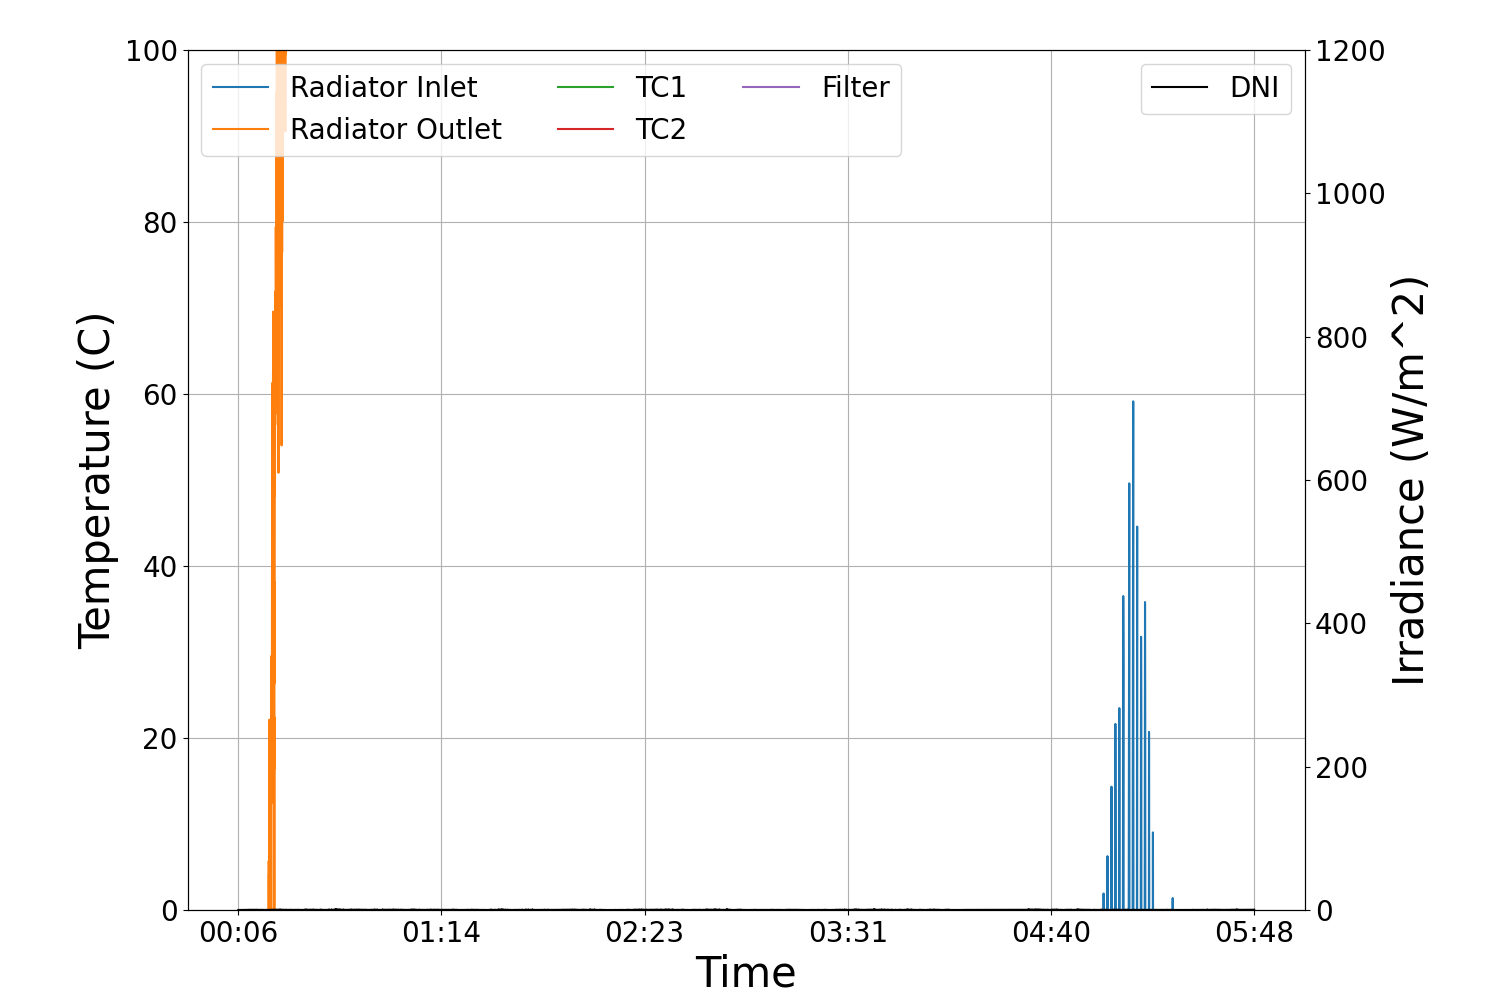 100
80
60
40
20
0
Temperature (C)
Radiator Inlet
Radiator Outlet
TC1
TC2
Filter
DNI
1200
1000
800
600
400
200
0
Irradiance (W/m^2)
00:06 01:14 02:23 03:31 04:40 05:48
Time